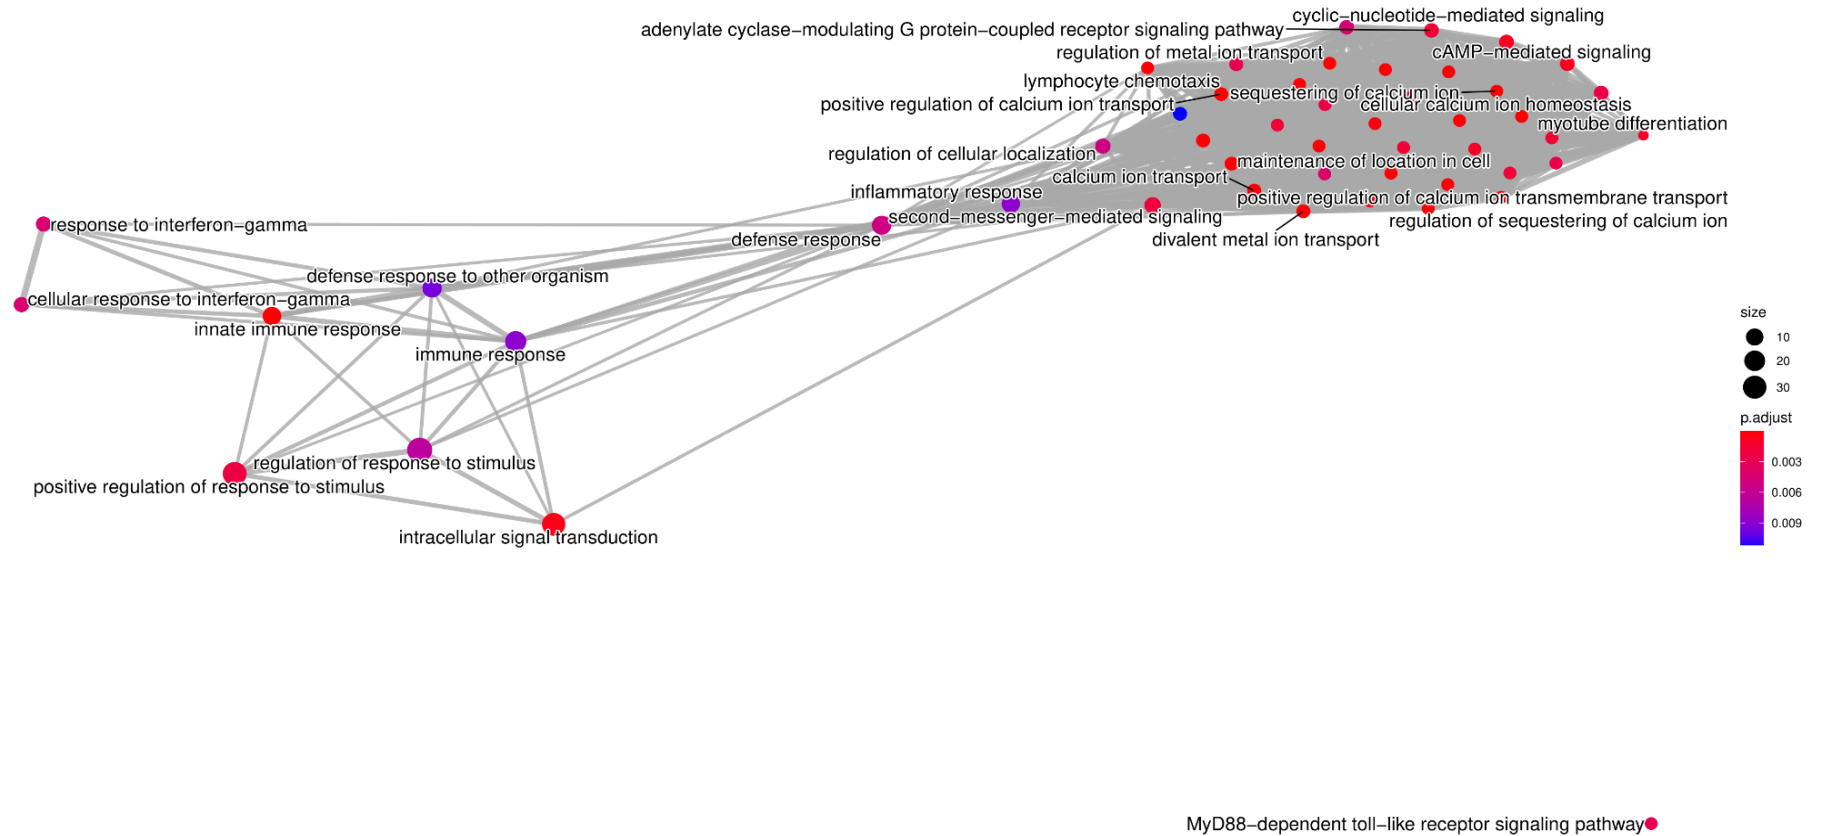 cyclic−nucleotide−mediated signaling
adenylate cyclase−modulating G protein−coupled receptor signaling pathway
regulation of metal ion transport
cAMP−mediated signaling
lymphocyte chemotaxis
sequestering of calcium ion
positive regulation of calcium ion transport
cellular calcium ion homeostasis
myotube differentiation
regulation of cellular localization
maintenance of location in cell
calcium ion transport
inflammatory response
positive regulation of calcium ion transmembrane transport
second−messenger−mediated signaling
regulation of sequestering of calcium ion
response to interferon−gamma
defense response
divalent metal ion transport
defense response to other organism
cellular response to interferon−gamma
innate immune response
immune response
regulation of response to stimulus
positive regulation of response to stimulus
intracellular signal transduction
size
10
20
30
p.adjust
0.003
0.006
0.009
MyD88−dependent toll−like receptor signaling pathway